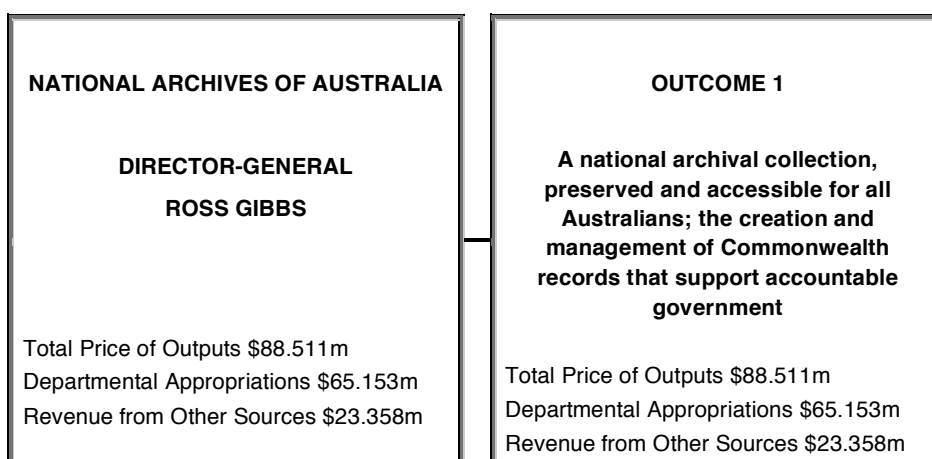 NATIONAL ARCHIVES OF AUSTRALIA
DIRECTOR-GENERAL
ROSS GIBBS
Total Price of Outputs $88.511m
Departmental Appropriations $65.153m
Revenue from Other Sources $23.358m
OUTCOME 1
A national archival collection,
preserved and accessible for all
Australians; the creation and
management of Commonwealth
records that support accountable
government
Total Price of Outputs $88.511m
Departmental Appropriations $65.153m
Revenue from Other Sources $23.358m